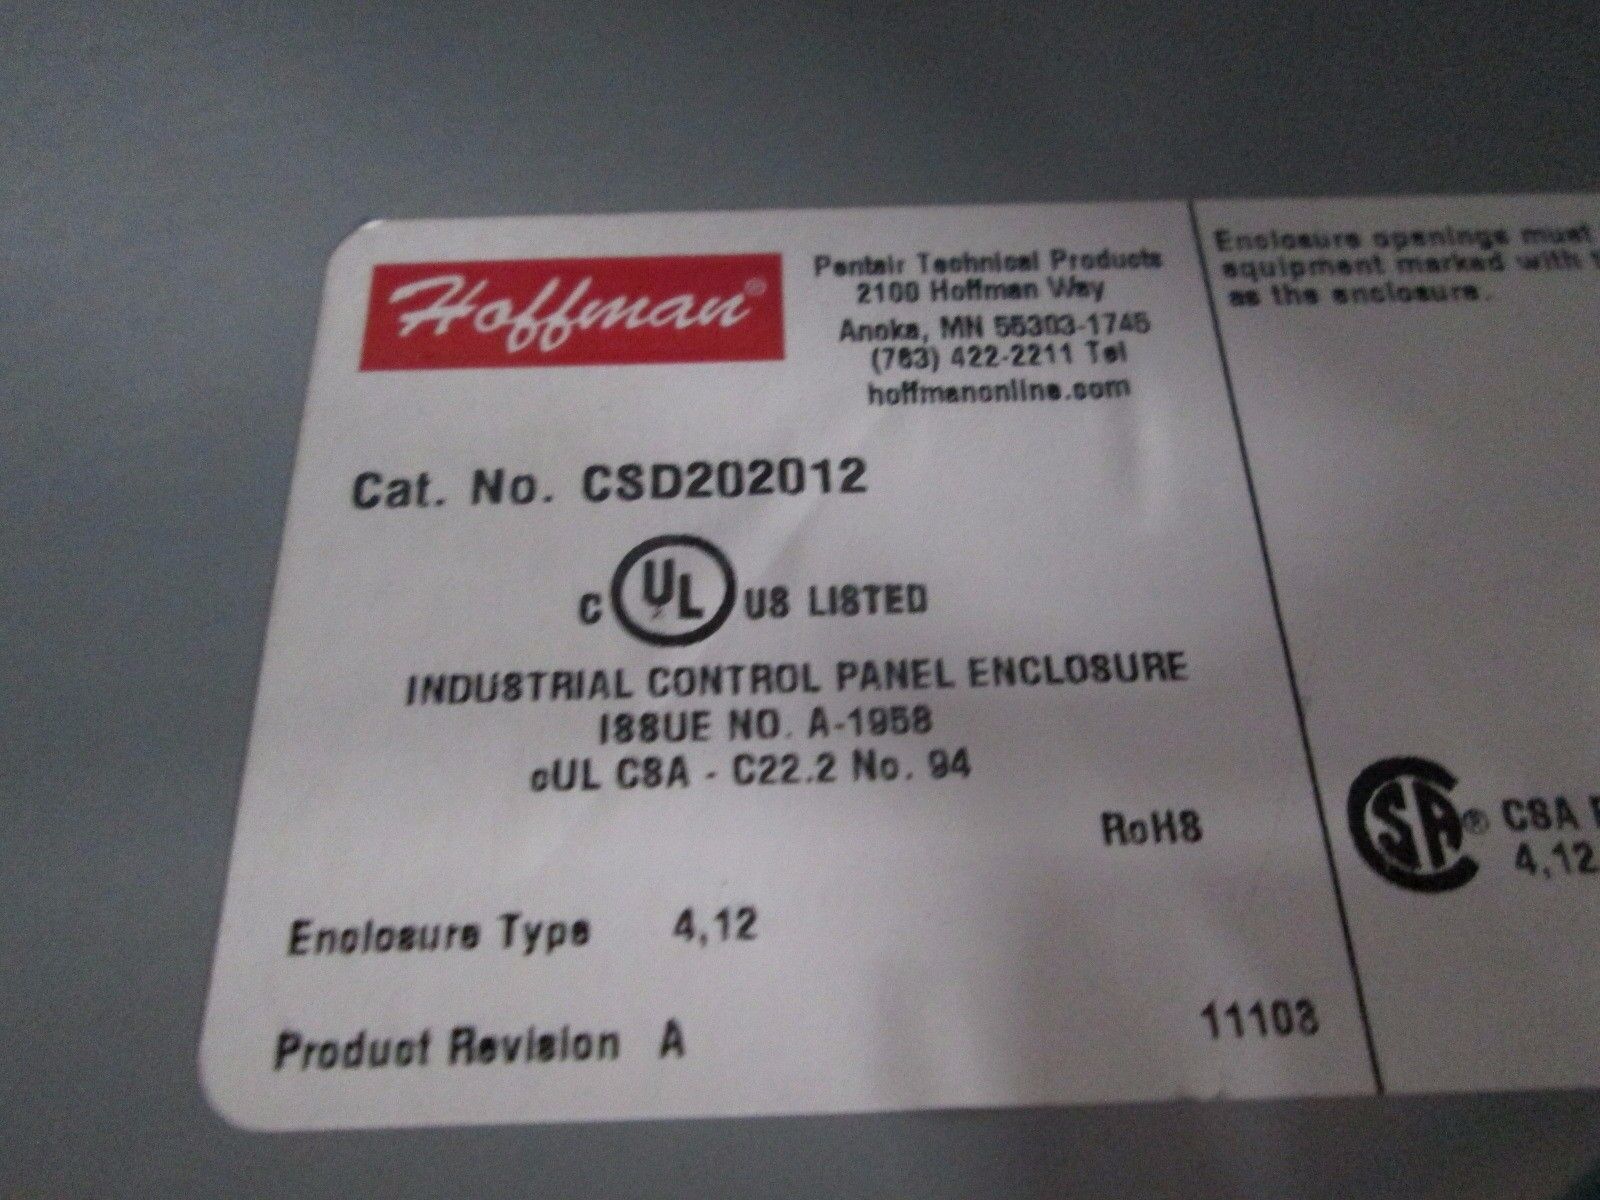 Hoffman®
Pentair Technical Products
2100 Hoffman Way
Anoka, MN 55303-1745
(763) 422-2211 Tel
hoffmanonline.com
Cat. No. CSD202012
C UL US LISTED
INDUSTRIAL CONTROL PANEL ENCLOSURE
ISSUE NO. A-1958
cUL CSA - C22.2 No. 94
RoHS
Enclosure Type 4,12
Product Revision A
11103
Enclosure openings must
equipment marked with
as the enclosure.
CSA® CSA
4,12